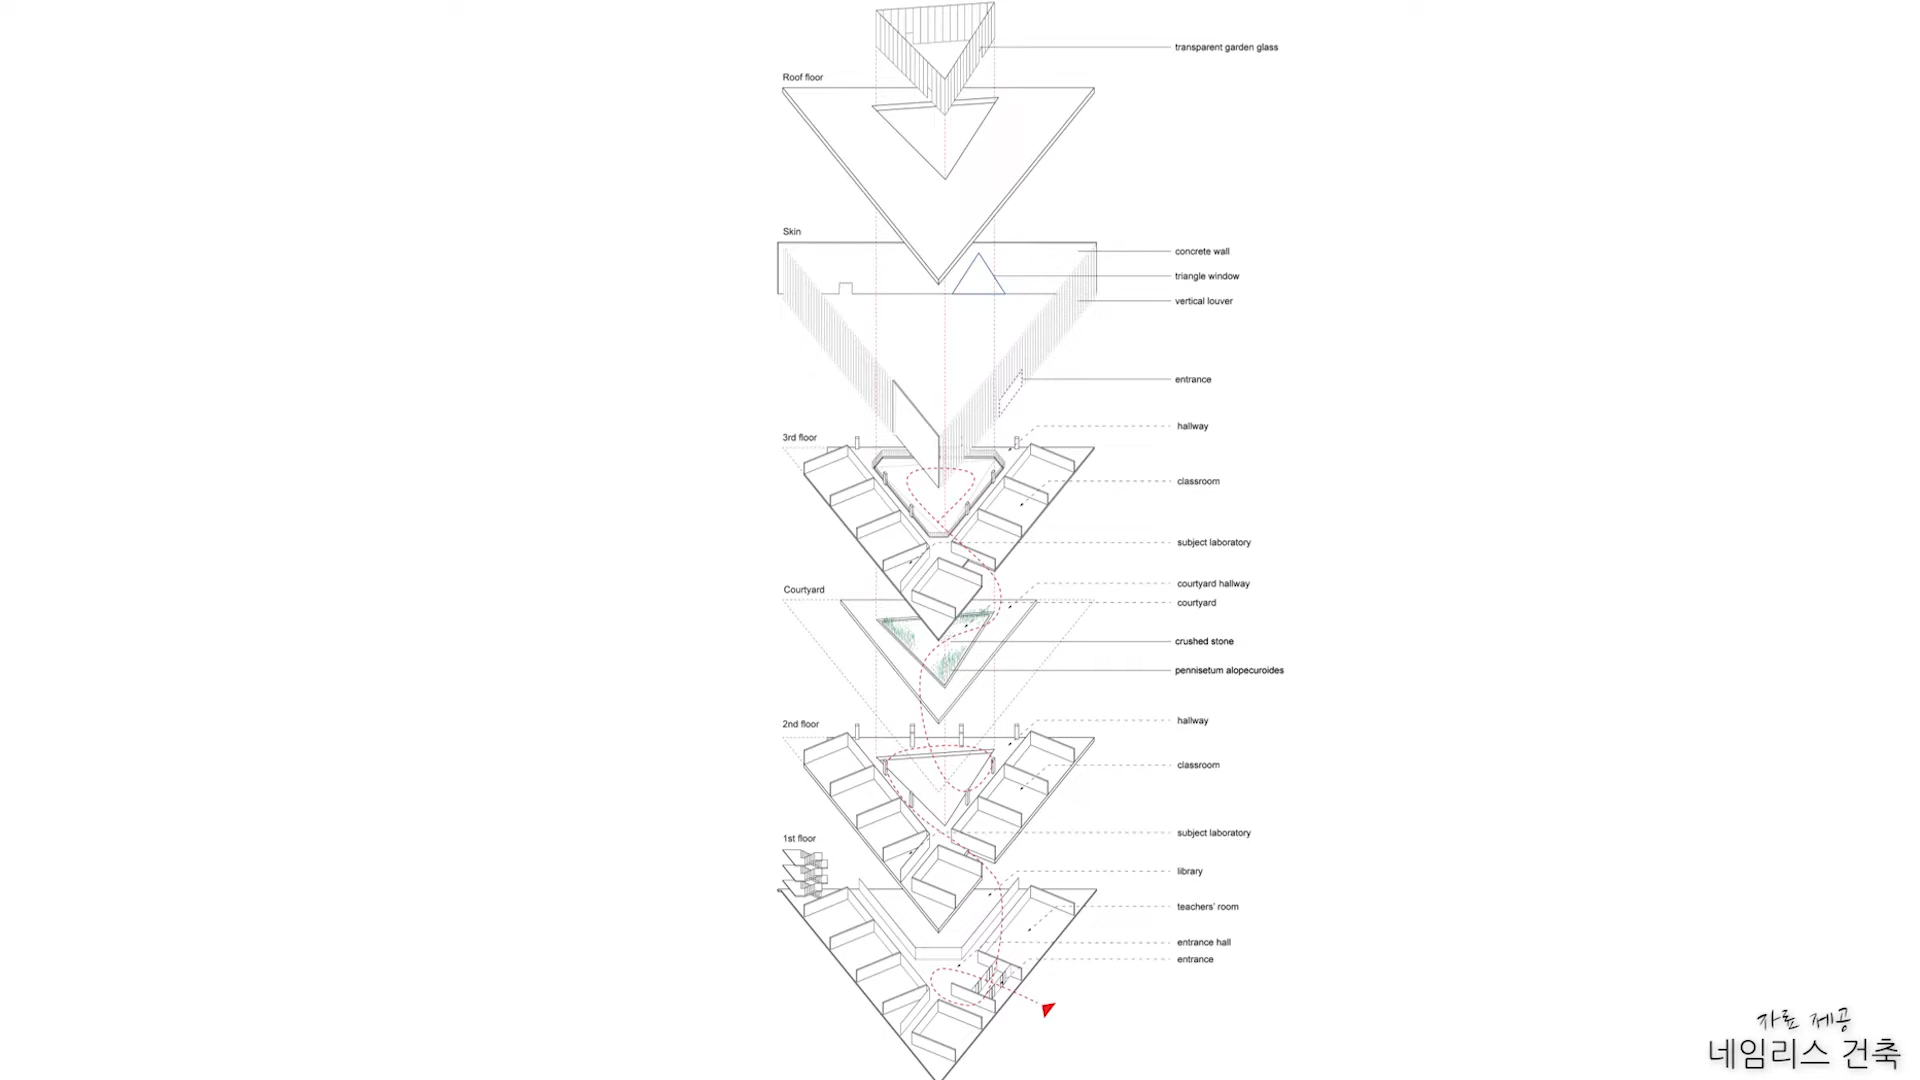 transparent garden glass
Roof floor
Skin
concrete wall
triangle window
vertical louver
entrance
hallway
3rd floor
classroom
subject laboratory
courtyard hallway
Courtyard
courtyard
crushed stone
pennisetum alopecuroides
hallway
2nd floor
classroom
subject laboratory
1st floor
library
teachers' room
entrance hall
entrance
자료 제공
네임리스 건축